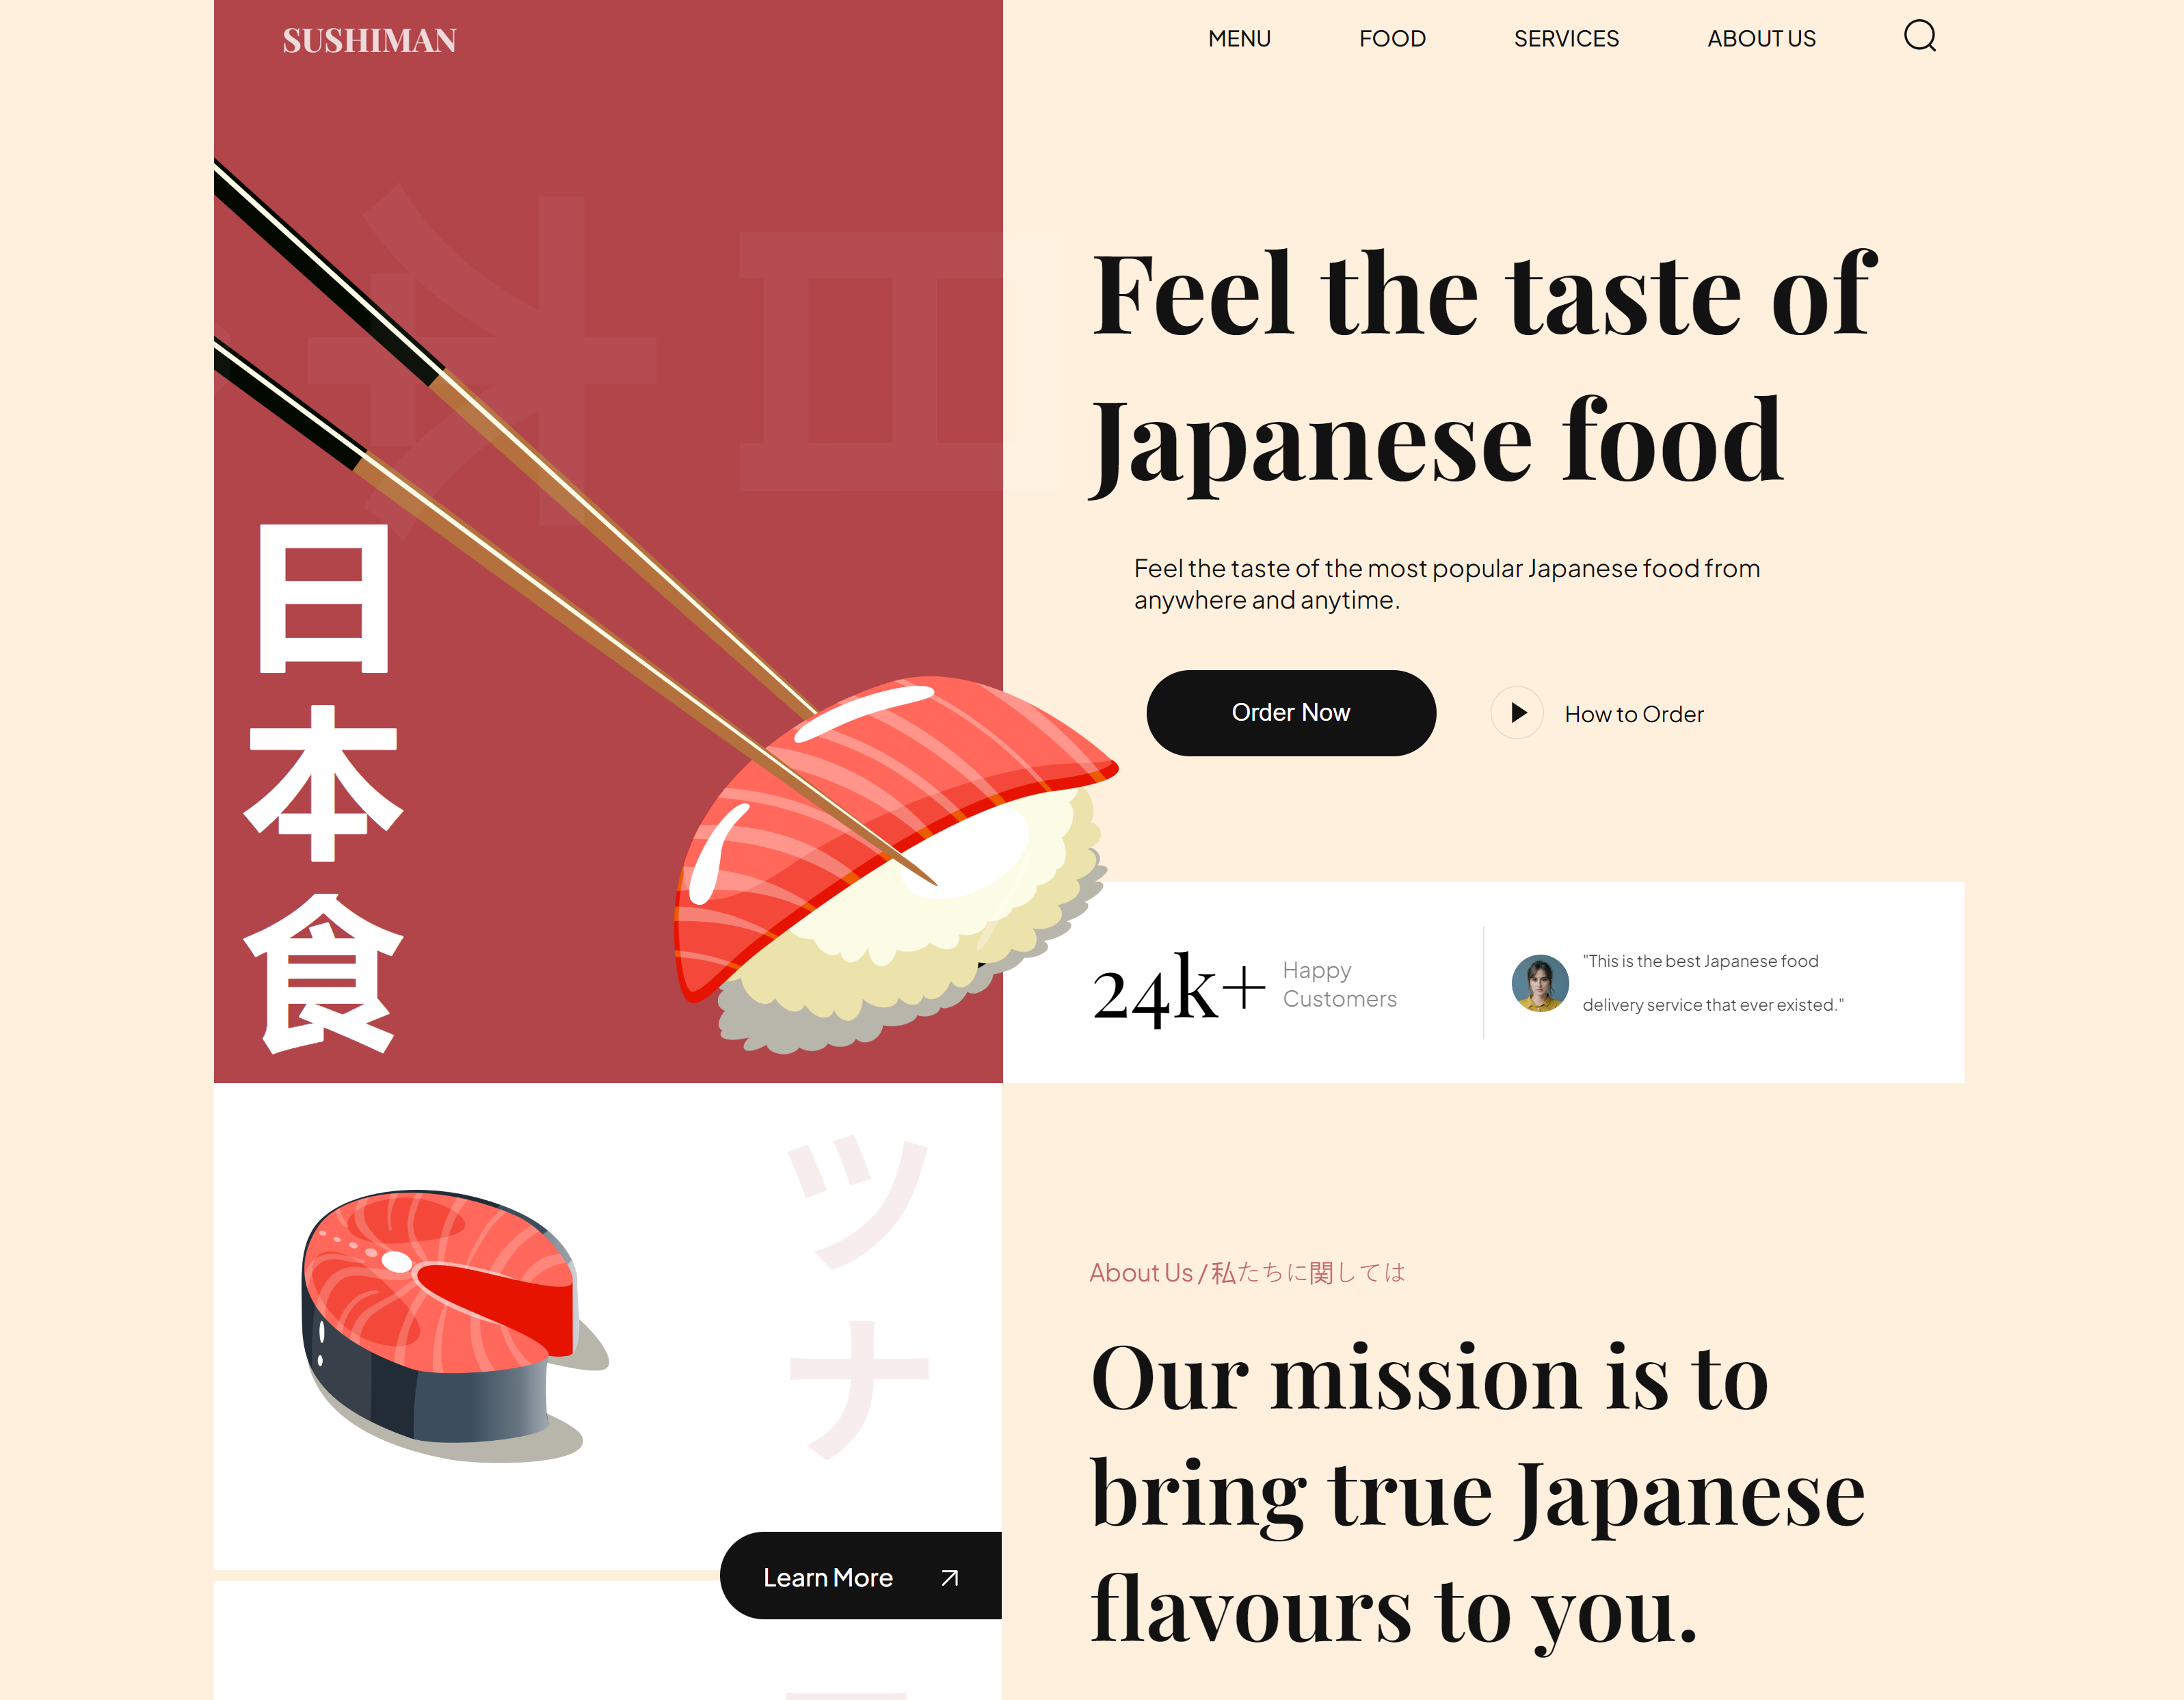 SUSHIMAN
MENU
FOOD
SERVICES
ABOUT US
日
本
食
Feel the taste of
Japanese food
Feel the taste of the most popular Japanese food from
anywhere and anytime.
Order Now
How to Order
24k+
Happy
Customers
"This is the best Japanese food
delivery service that ever existed."
ツ
ナ
Learn More
About Us / 私たちに関しては
Our mission is to
bring true Japanese
flavours to you.